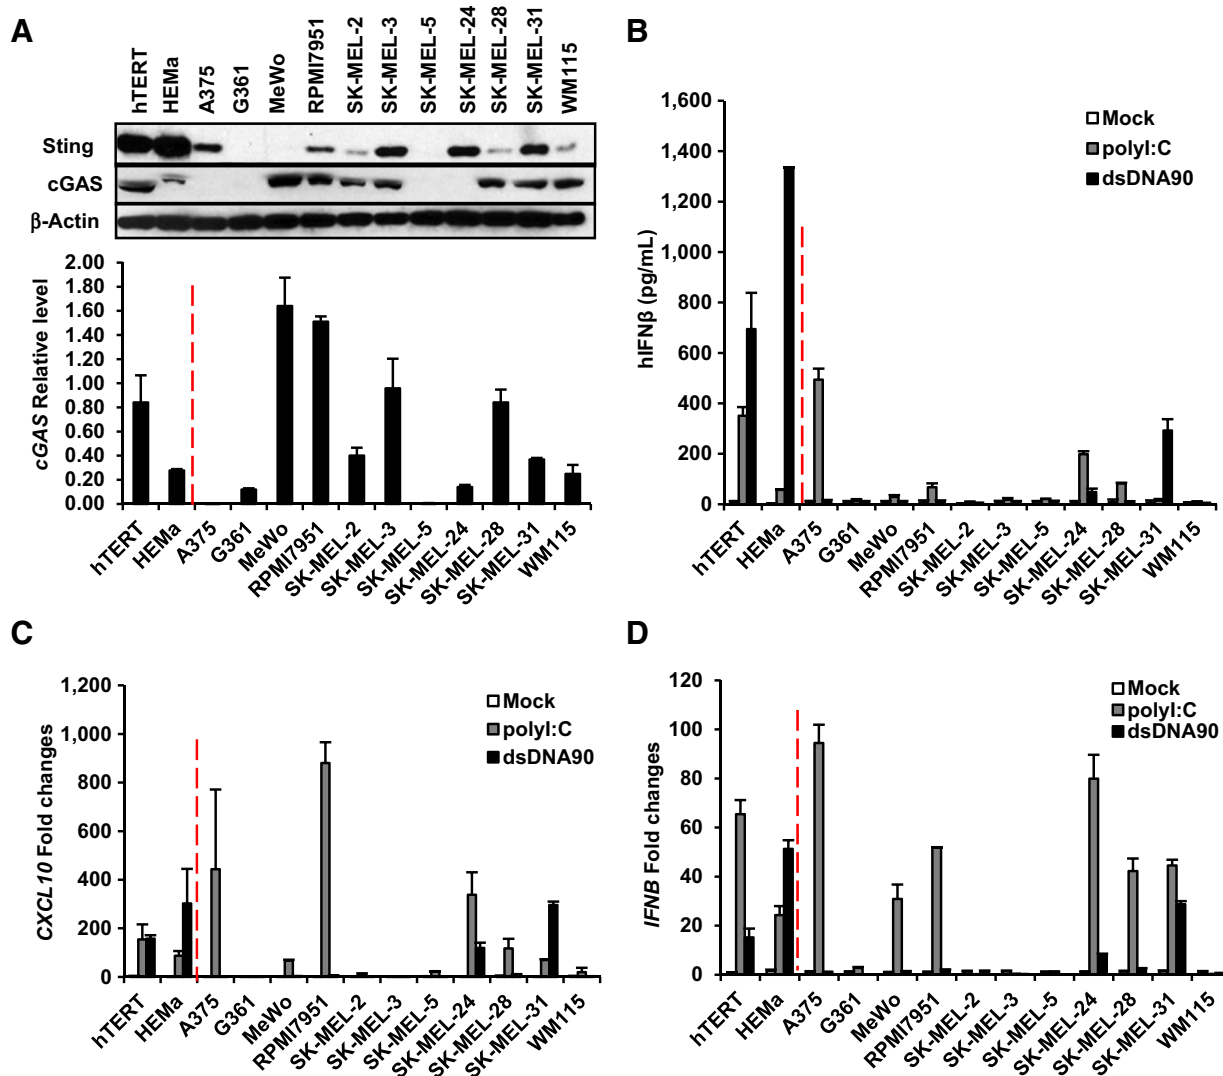 A
hTERT
HEMa
A375
G361
MeWo
RPMI7951
SK-MEL-2
SK-MEL-3
SK-MEL-5
SK-MEL-24
SK-MEL-28
SK-MEL-31
WM115
Sting
cGAS
β-Actin
cGAS Relative level
2.00
1.80
1.60
1.40
1.20
1.00
0.80
0.60
0.40
0.20
0.00
hTERT
HEMa
A375
G361
MeWo
RPMI7951
SK-MEL-2
SK-MEL-3
SK-MEL-5
SK-MEL-24
SK-MEL-28
SK-MEL-31
WM115
B
hIFNβ (pg/mL)
1,600
1,400
1,200
1,000
800
600
400
200
0
Mock
polyI:C
dsDNA90
hTERT
HEMa
A375
G361
MeWo
RPMI7951
SK-MEL-2
SK-MEL-3
SK-MEL-5
SK-MEL-24
SK-MEL-28
SK-MEL-31
WM115
C
CXCL10 Fold changes
1,200
1,000
800
600
400
200
0
Mock
polyI:C
dsDNA90
hTERT
HEMa
A375
G361
MeWo
RPMI7951
SK-MEL-2
SK-MEL-3
SK-MEL-5
SK-MEL-24
SK-MEL-28
SK-MEL-31
WM115
D
IFNB Fold changes
120
100
80
60
40
20
0
Mock
polyI:C
dsDNA90
hTERT
HEMa
A375
G361
MeWo
RPMI7951
SK-MEL-2
SK-MEL-3
SK-MEL-5
SK-MEL-24
SK-MEL-28
SK-MEL-31
WM115